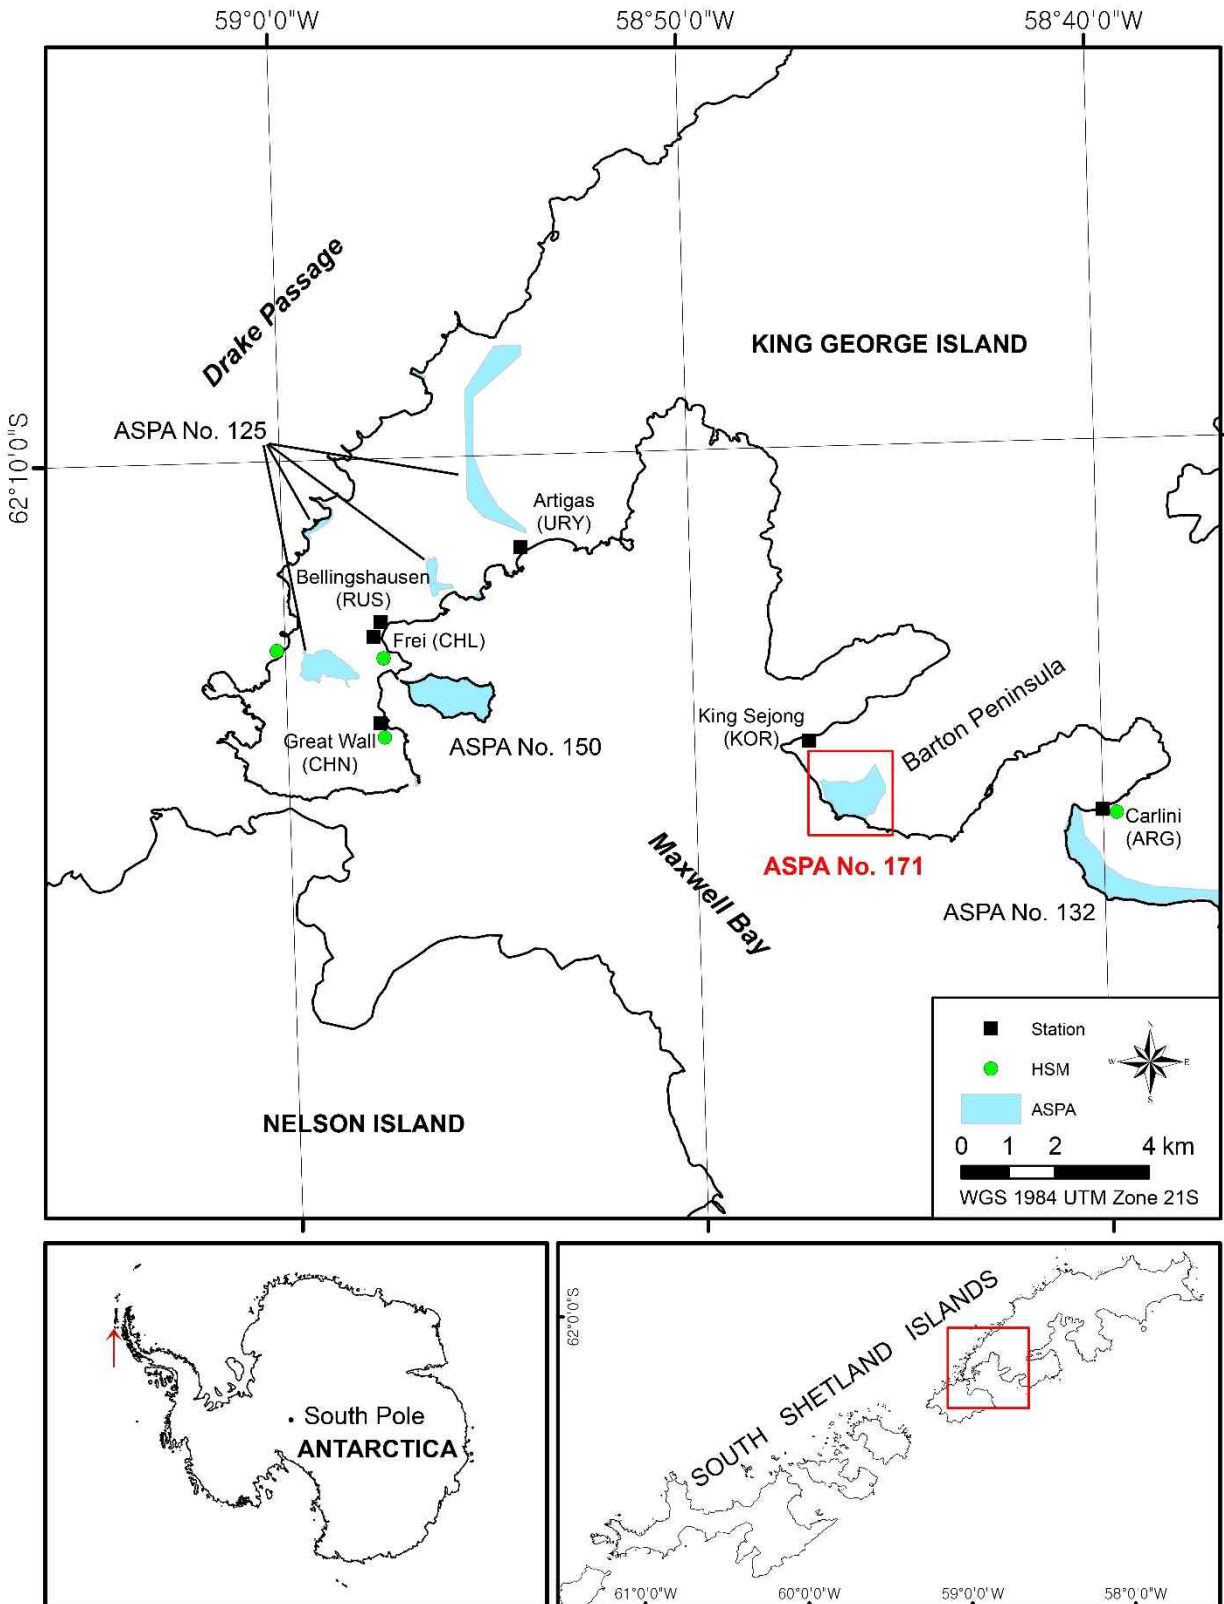 59°0'0"W
58°50'0"W
58°40'0"W
Drake Passage
KING GEORGE ISLAND
ASPA No. 125
62°10'0"S
Artigas
(URY)
Bellingshausen
(RUS)
Frei (CHL)
Barton Peninsula
King Sejong
(KOR)
Great Wall
(CHN)
ASPA No. 150
Carlini
(ARG)
Maxwell Bay
ASPA No. 171
ASPA No. 132
NELSON ISLAND
Station
HSM
ASPA
N
W
E
S
0 1 2 4 km
WGS 1984 UTM Zone 21S
South Pole
ANTARCTICA
62°0'0"S
SOUTH SHETLAND ISLANDS
61°0'0"W
60°0'0"W
59°0'0"W
58°0'0"W